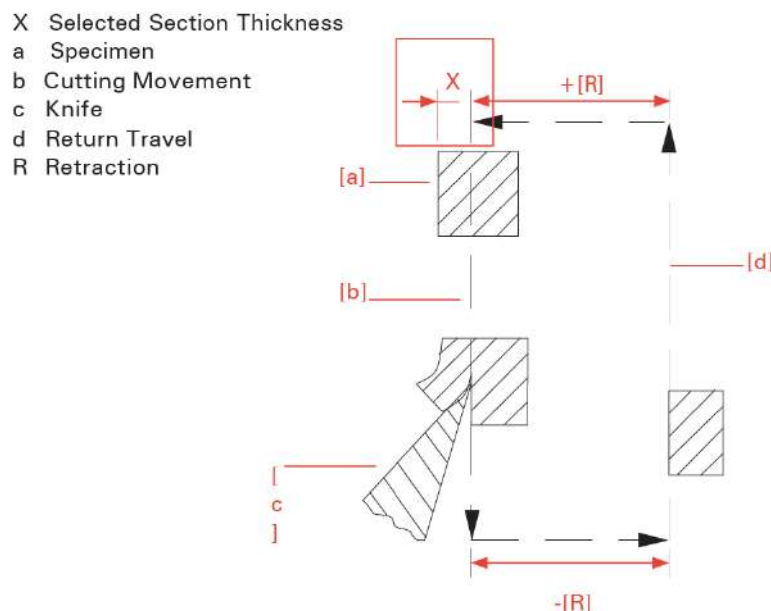 X Selected Section Thickness
a Specimen
b Cutting Movement
c Knife
d Return Travel
R Retraction
X
+[R]
[a]
[d]
[b]
[
c
]
-[R]